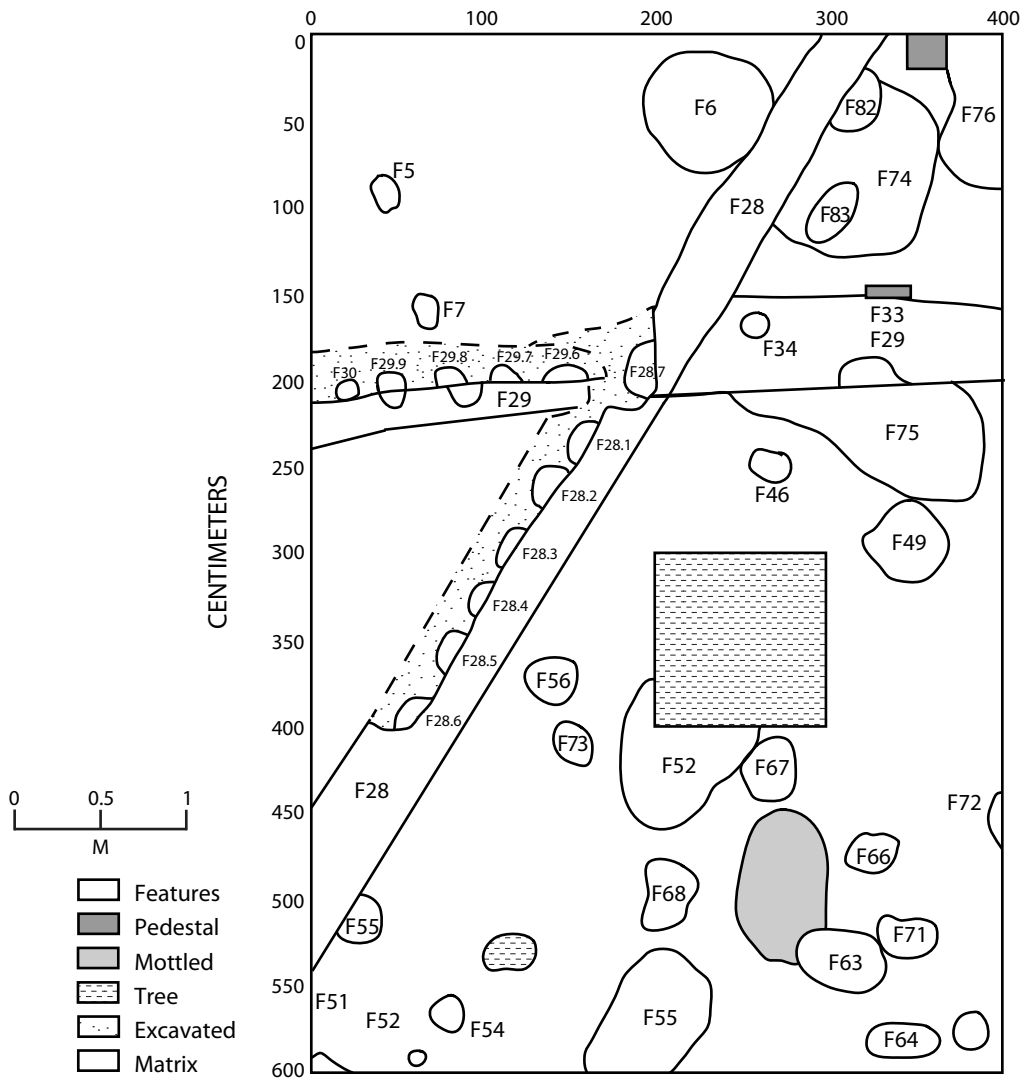 0 100 200 300 400
0
50
100
150
200
250
300
350
400
450
500
550
600
CENTIMETERS
F6
F82
F76
F5
F74
F28
F83
F7
F33
F29
F34
F30
F29.9
F29.8
F29.7
F29.6
F28.7
F29
F28.1
F75
F46
F28.2
F49
F28.3
F28.4
F28.5
F56
F28.6
F73
F52
F67
F28
F72
F66
F68
F55
F71
F63
F51
F52
F54
F55
F64
0 0.5 1
M
Features
Pedestal
Mottled
Tree
Excavated
Matrix